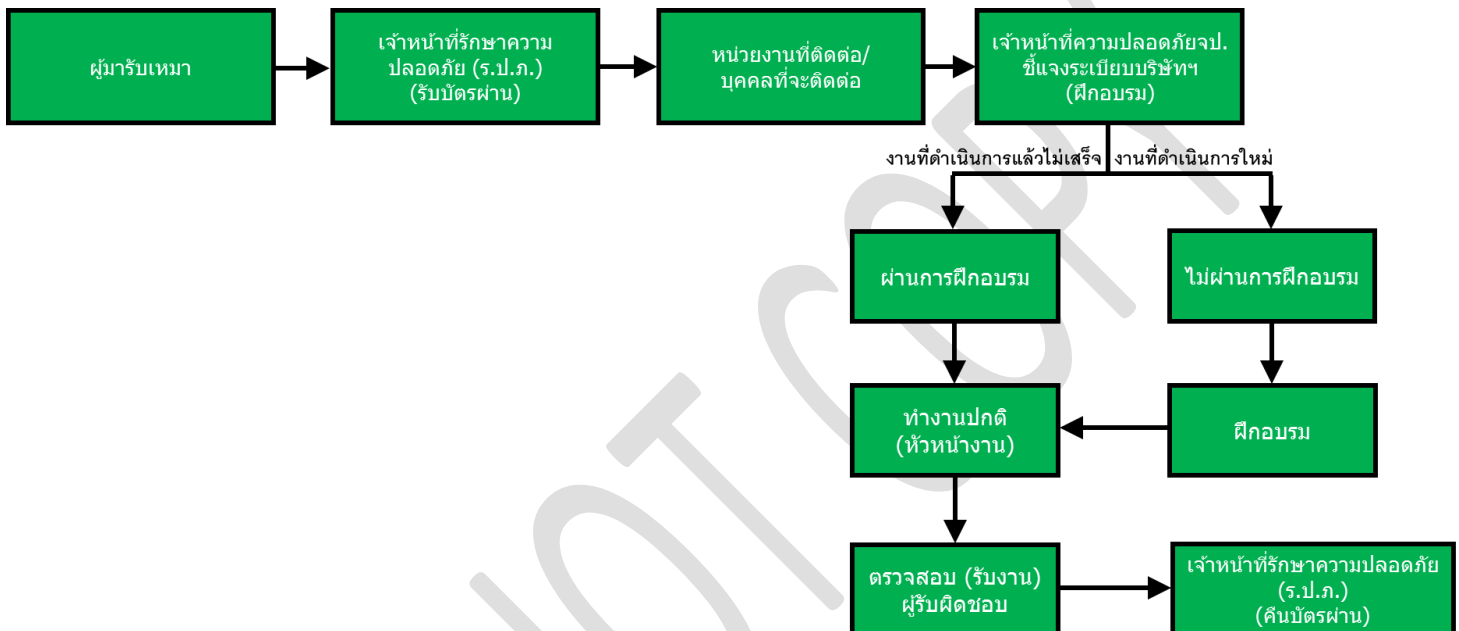 ผู้มารับเหมา
เจ้าหน้าที่รักษาความ
ปลอดภัย (ร.ป.ภ.)
(รับบัตรผ่าน)
หน่วยงานที่ติดต่อ/
บุคคลที่จะติดต่อ
เจ้าหน้าที่ความปลอดภัยจป.
ชี้แจงระเบียบบริษัทฯ
(ฝึกอบรม)
งานที่ดำเนินการแล้วไม่เสร็จ
งานที่ดำเนินการใหม่
ผ่านการฝึกอบรม
ไม่ผ่านการฝึกอบรม
ทำงานปกติ
(หัวหน้างาน)
ฝึกอบรม
ตรวจสอบ (รับงาน)
ผู้รับผิดชอบ
เจ้าหน้าที่รักษาความปลอดภัย
(ร.ป.ภ.)
(คืนบัตรผ่าน)
NOT COPY